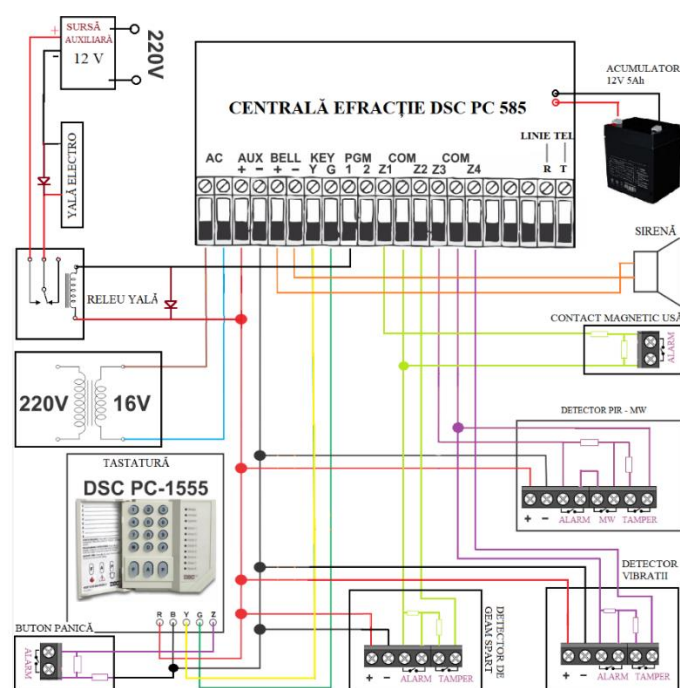 SURSĂ
AUXILIARĂ
12 V
+
−
220V
YALĂ ELECTRO
RELEU YALĂ
220V
16V
CENTRALĂ EFRACȚIE DSC PC 585
LINIE TEL
R T
AC AUX BELL KEY PGM COM COM
+ − + − Y G 1 2 Z1 Z2 Z3 Z4
ACUMULATOR
12V 5Ah
SIRENĂ
CONTACT MAGNETIC USĂ
ALARM
DETECTOR PIR - MW
+ − ALARM MW TAMPER
TASTATURĂ
DSC PC-1555
R B Y G Z
BUTON PANICĂ
ALARM
DETECTOR DE
GEAM SPART
+ − ALARM TAMPER
DETECTOR
VIBRATII
+ − ALARM TAMPER